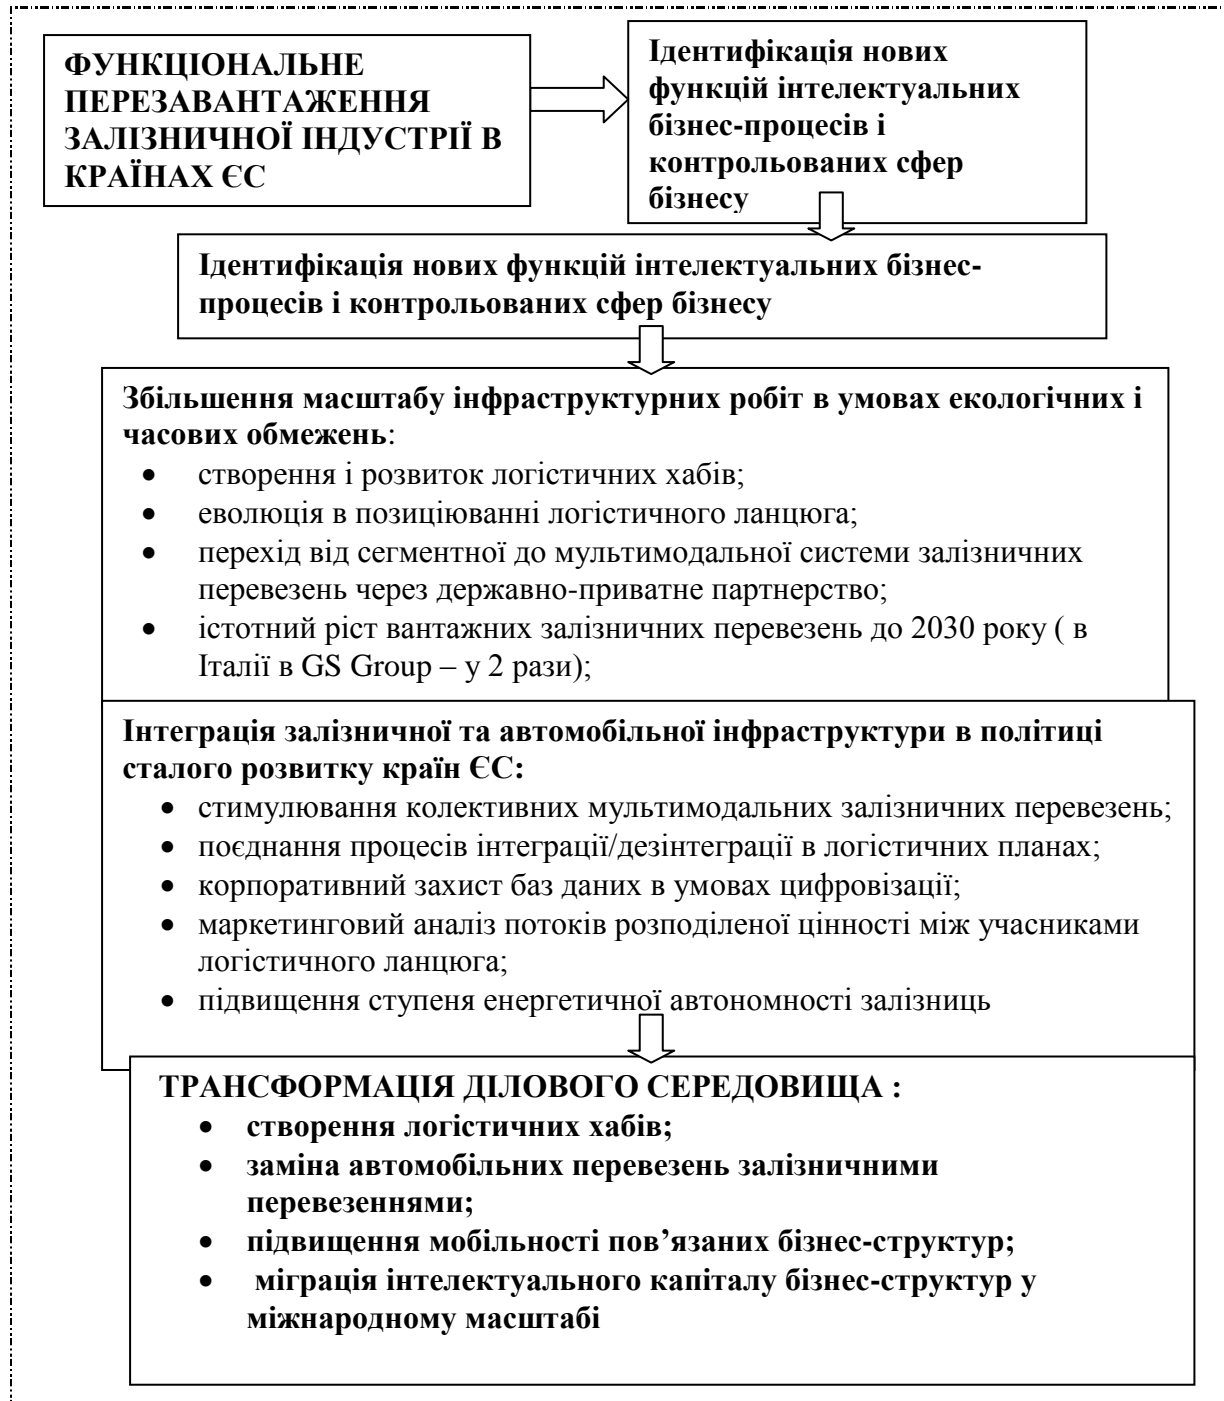 ФУНКЦІОНАЛЬНЕ
ПЕРЕЗАВАНТАЖЕННЯ
ЗАЛІЗНИЧНОЇ ІНДУСТРІЇ В
КРАЇНАХ ЄС
Ідентифікація нових
функцій інтелектуальних
бізнес-процесів і
контрольованих сфер
бізнесу
Ідентифікація нових функцій інтелектуальних бізнес-
процесів і контрольованих сфер бізнесу
Збільшення масштабу інфраструктурних робіт в умовах екологічних і
часових обмежень:
• створення і розвиток логістичних хабів;
• еволюція в позиціюванні логістичного ланцюга;
• перехід від сегментної до мультимодальної системи залізничних
перевезень через державно-приватне партнерство;
• істотний ріст вантажних залізничних перевезень до 2030 року ( в
Італії в GS Group – у 2 рази);
Інтеграція залізничної та автомобільної інфраструктури в політиці
сталого розвитку країн ЄС:
• стимулювання колективних мультимодальних залізничних перевезень;
• поєднання процесів інтеграції/дезінтеграції в логістичних планах;
• корпоративний захист баз даних в умовах цифровізації;
• маркетинговий аналіз потоків розподіленої цінності між учасниками
логістичного ланцюга;
• підвищення ступеня енергетичної автономності залізниць
ТРАНСФОРМАЦІЯ ДІЛОВОГО СЕРЕДОВИЩА :
• створення логістичних хабів;
• заміна автомобільних перевезень залізничними
перевезеннями;
• підвищення мобільності пов’язаних бізнес-структур;
• міграція інтелектуального капіталу бізнес-структур у
міжнародному масштабі